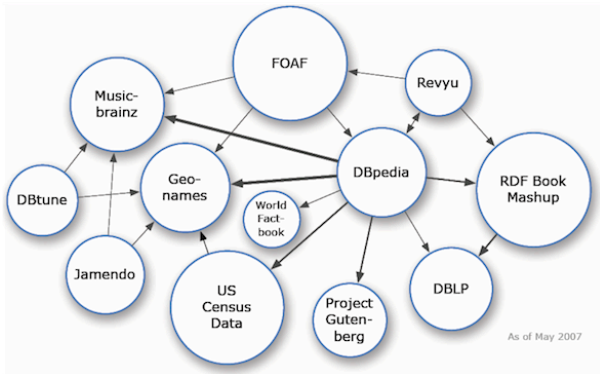 FOAF
Revyu
Music-
brainz
DBpedia
RDF Book
Mashup
Geo-
names
DBtune
World
Fact-
book
Jamendo
US
Census
Data
Project
Guten-
berg
DBLP
As of May 2007